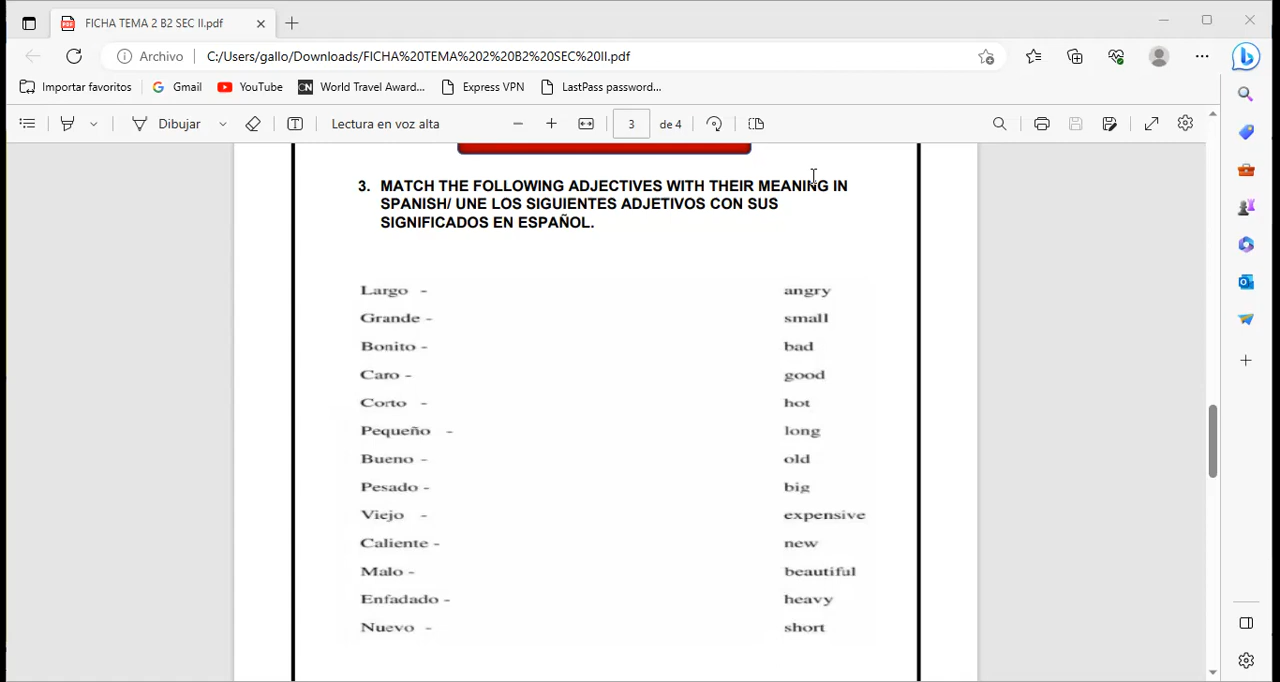 FICHA TEMA 2 B2 SEC II.pdf
Archivo C:/Users/gallo/Downloads/FICHA%20TEMA%202%20B2%20SEC%20II.pdf
Importar favoritos Gmail YouTube CN World Travel Award... Express VPN LastPass password...
Dibujar Lectura en voz alta 3 de 4
3. MATCH THE FOLLOWING ADJECTIVES WITH THEIR MEANING IN
SPANISH/ UNE LOS SIGUIENTES ADJETIVOS CON SUS
SIGNIFICADOS EN ESPAÑOL.
Largo - angry
Grande - small
Bonito - bad
Caro - good
Corto - hot
Pequeño - long
Bueno - old
Pesado - big
Viejo - expensive
Caliente - new
Malo - beautiful
Enfadado - heavy
Nuevo - short